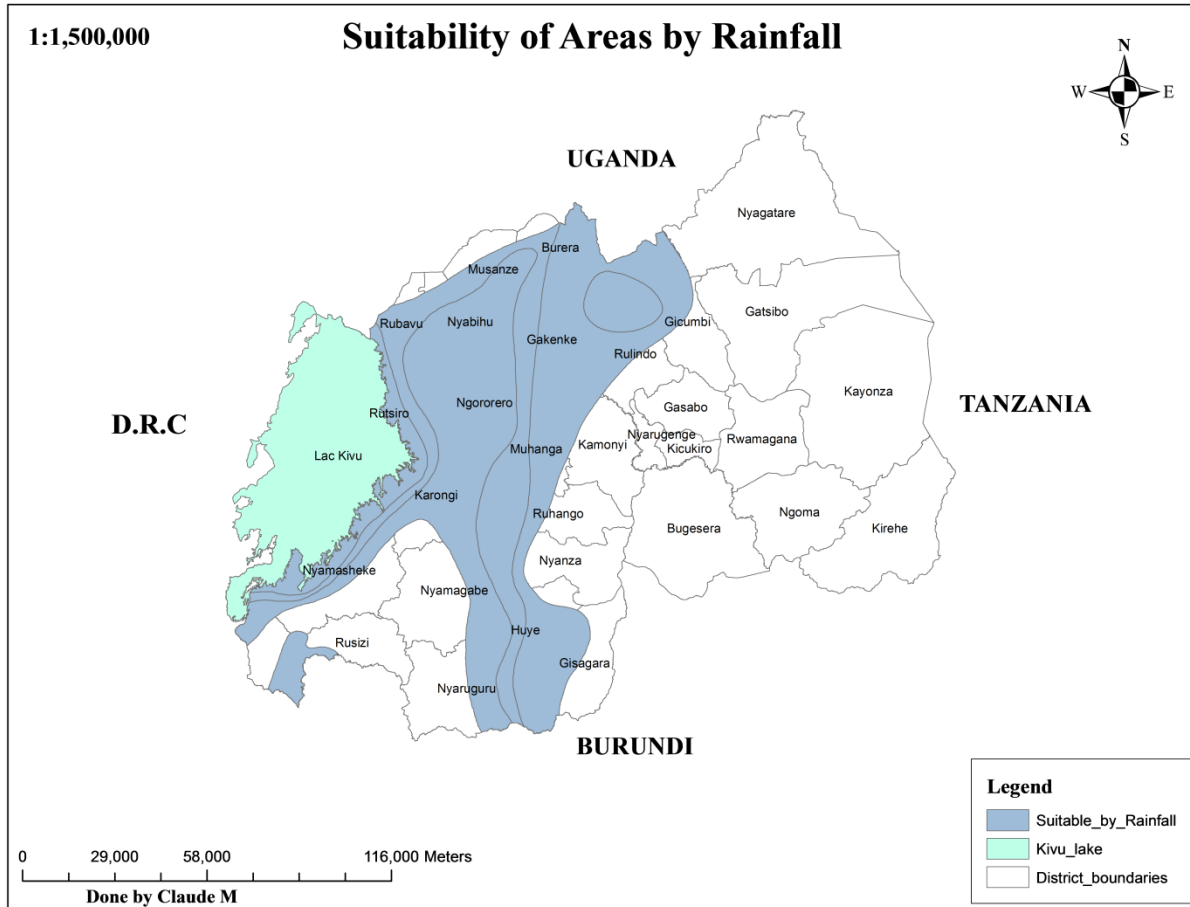 1:1,500,000
Suitability of Areas by Rainfall
N
W
E
S
UGANDA
Nyagatare
Burera
Musanze
Gatsibo
Rubavu
Nyabihu
Gicumbi
Gakenke
Rulindo
Kayonza
Ngororero
TANZANIA
Gasabo
D.R.C
Rutsiro
Nyarugenge
Rwamagana
Kamonyi
Kicukiro
Muhanga
Lac Kivu
Karongi
Ruhango
Ngoma
Bugesera
Kirehe
Nyanza
Nyamasheke
Nyamagabe
Huye
Rusizi
Gisagara
Nyaruguru
BURUNDI
Legend
Suitable_by_Rainfall
Kivu_lake
District_boundaries
0 29,000 58,000 116,000 Meters
Done by Claude M